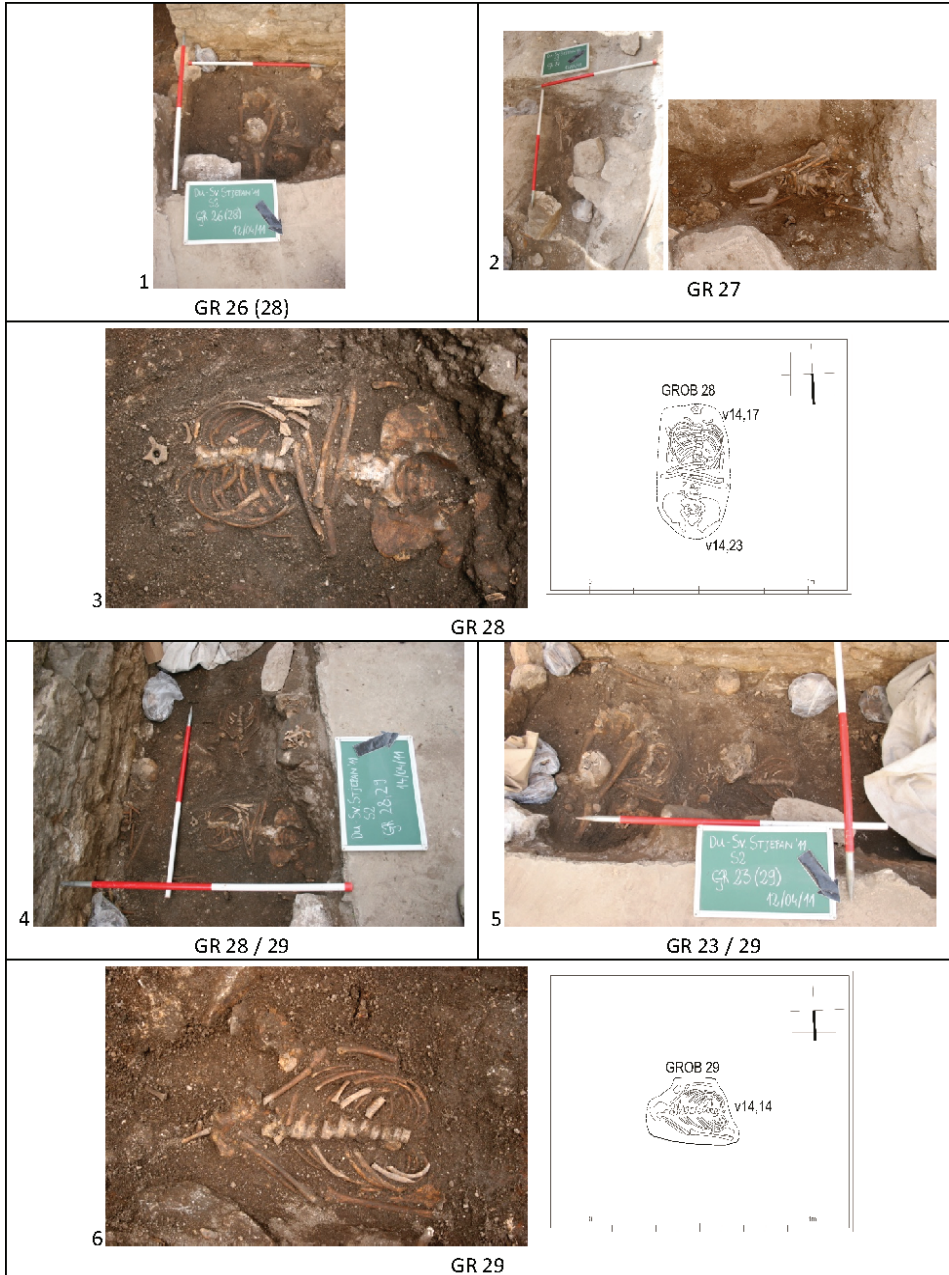 Du-Sv STJEPAN '11
GR 26 (28)
12/04/11
1
GR 26 (28)
2
GR 27
GROB 28
v14,17
v14,23
3
GR 28
Du-Sv STJEPAN '11
S2
GR 28 29
14/04/11
4
GR 28 / 29
Du-Sv STJEPAN '11
S2
GR 23 (29)
12/04/11
5
GR 23 / 29
GROB 29
v14,14
6
GR 29